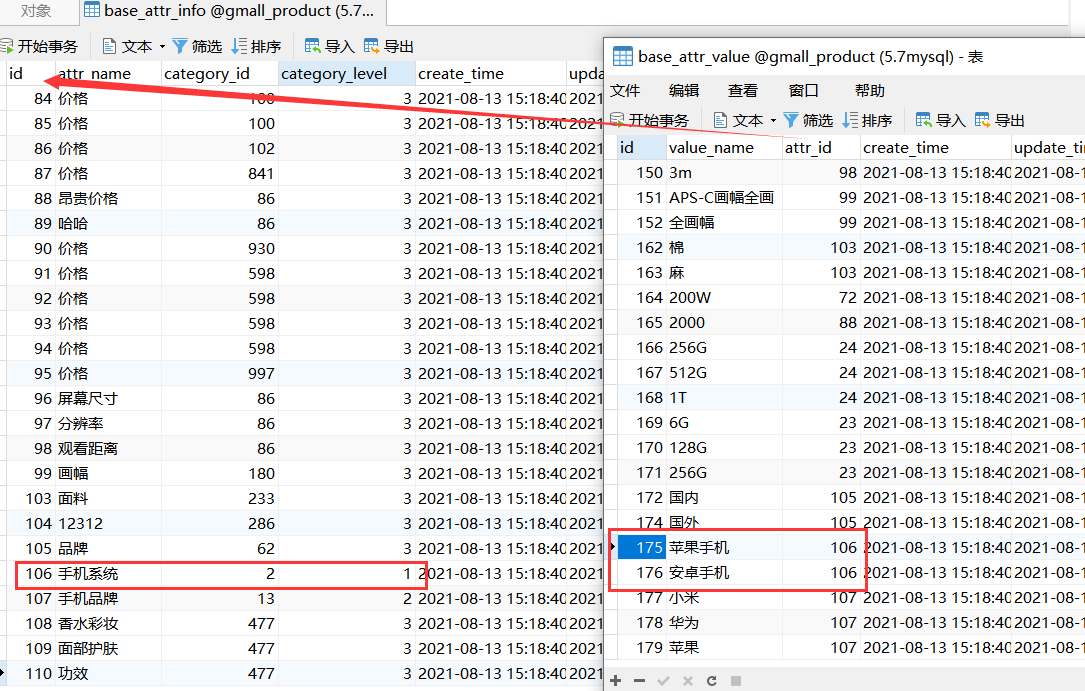 对象 base_attr_info @gmall_product (5.7...
开始事务 文本 筛选 排序 导入 导出
id attr_name category_id category_level create_time upda
84 价格 100 3 2021-08-13 15:18:40 2021
85 价格 100 3 2021-08-13 15:18:40 2021
86 价格 102 3 2021-08-13 15:18:40 2021
87 价格 841 3 2021-08-13 15:18:40 2021
88 昂贵价格 86 3 2021-08-13 15:18:40 2021
89 哈哈 86 3 2021-08-13 15:18:40 2021
90 价格 930 3 2021-08-13 15:18:40 2021
91 价格 598 3 2021-08-13 15:18:40 2021
92 价格 598 3 2021-08-13 15:18:40 2021
93 价格 598 3 2021-08-13 15:18:40 2021
94 价格 598 3 2021-08-13 15:18:40 2021
95 价格 997 3 2021-08-13 15:18:40 2021
96 屏幕尺寸 86 3 2021-08-13 15:18:40 2021
97 分辨率 86 3 2021-08-13 15:18:40 2021
98 观看距离 86 3 2021-08-13 15:18:40 2021
99 画幅 180 3 2021-08-13 15:18:40 2021
103 面料 233 3 2021-08-13 15:18:40 2021
104 12312 286 3 2021-08-13 15:18:40 2021
105 品牌 62 3 2021-08-13 15:18:40 2021
106 手机系统 2 1 2021-08-13 15:18:40 2021
107 手机品牌 13 2 2021-08-13 15:18:40 2021
108 香水彩妆 477 3 2021-08-13 15:18:40 2021
109 面部护肤 477 3 2021-08-13 15:18:40 2021
110 功效 477 3 2021-08-13 15:18:40 2021
base_attr_value @gmall_product (5.7mysql) - 表
文件 编辑 查看 窗口 帮助
开始事务 文本 筛选 排序 导入 导出
id value_name attr_id create_time update_ti
150 3m 98 2021-08-13 15:18:40 2021-08-1
151 APS-C画幅全画 99 2021-08-13 15:18:40 2021-08-1
152 全画幅 99 2021-08-13 15:18:40 2021-08-1
162 棉 103 2021-08-13 15:18:40 2021-08-1
163 麻 103 2021-08-13 15:18:40 2021-08-1
164 200W 72 2021-08-13 15:18:40 2021-08-1
165 2000 88 2021-08-13 15:18:40 2021-08-1
166 256G 24 2021-08-13 15:18:40 2021-08-1
167 512G 24 2021-08-13 15:18:40 2021-08-1
168 1T 24 2021-08-13 15:18:40 2021-08-1
169 6G 23 2021-08-13 15:18:40 2021-08-1
170 128G 23 2021-08-13 15:18:40 2021-08-1
171 256G 23 2021-08-13 15:18:40 2021-08-1
172 国内 105 2021-08-13 15:18:40 2021-08-1
174 国外 105 2021-08-13 15:18:40 2021-08-1
175 苹果手机 106 2021-08-13 15:18:40 2021-08-1
176 安卓手机 106 2021-08-13 15:18:40 2021-08-1
177 小米 107 2021-08-13 15:18:40 2021-08-1
178 华为 107 2021-08-13 15:18:40 2021-08-1
179 苹果 107 2021-08-13 15:18:40 2021-08-1